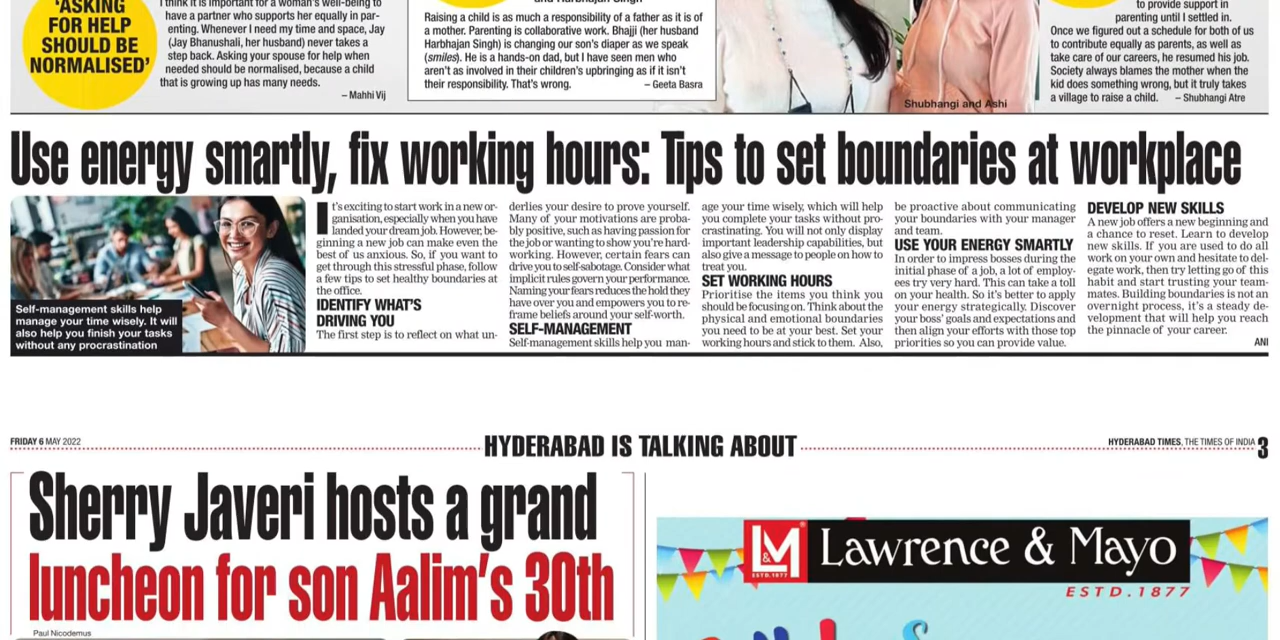 'ASKING
FOR HELP
SHOULD BE
NORMALISED'
I think it is important for a woman's well-being to
have a partner who supports her equally in par-
enting. Whenever I need my time and space, Jay
(Jay Bhanushali, her husband) never takes a
step back. Asking your spouse for help when
needed should be normalised, because a child
that is growing up has many needs.
– Mahhi Vij
Raising a child is as much a responsibility of a father as it is of
a mother. Parenting is collaborative work. Bhajji (her husband
Harbhajan Singh) is changing our son's diaper as we speak
(smiles). He is a hands-on dad, but I have seen men who
aren't as involved in their children's upbringing as if it isn't
their responsibility. That's wrong.
– Geeta Basra
Shubhangi and Ashi
to provide support in
parenting until I settled in.
Once we figured out a schedule for both of us
to contribute equally as parents, as well as
take care of our careers, he resumed his job.
Society always blames the mother when the
kid does something wrong, but it truly takes
a village to raise a child.
– Shubhangi Atre
Use energy smartly, fix working hours: Tips to set boundaries at workplace
Self-management skills help
manage your time wisely. It will
also help you finish your tasks
without any procrastination
It's exciting to start work in a new or-
ganisation, especially when you have
landed your dream job. However, be-
ginning a new job can make even the
best of us anxious. So, if you want to
get through this stressful phase, follow
a few tips to set healthy boundaries at
the office.
IDENTIFY WHAT'S
DRIVING YOU
The first step is to reflect on what un-
derlies your desire to prove yourself.
Many of your motivations are proba-
bly positive, such as having passion for
the job or wanting to show you're hard-
working. However, certain fears can
drive you to self-sabotage. Consider what
implicit rules govern your performance.
Naming your fears reduces the hold they
have over you and empowers you to re-
frame beliefs around your self-worth.
SELF-MANAGEMENT
Self-management skills help you man-
age your time wisely, which will help
you complete your tasks without pro-
crastinating. You will not only display
important leadership capabilities, but
also give a message to people on how to
treat you.
SET WORKING HOURS
Prioritise the items you think you
should be focusing on. Think about the
physical and emotional boundaries
you need to be at your best. Set your
working hours and stick to them. Also,
be proactive about communicating
your boundaries with your manager
and team.
USE YOUR ENERGY SMARTLY
In order to impress bosses during the
initial phase of a job, a lot of employ-
ees try very hard. This can take a toll
on your health. So it's better to apply
your energy strategically. Discover
your boss' goals and expectations and
then align your efforts with those top
priorities so you can provide value.
DEVELOP NEW SKILLS
A new job offers a new beginning and
a chance to reset. Learn to develop
new skills. If you are used to do all
work on your own and hesitate to del-
egate work, then try letting go of this
habit and start trusting your team-
mates. Building boundaries is not an
overnight process, it's a steady de-
velopment that will help you reach
the pinnacle of your career.
ANI
FRIDAY 6 MAY 2022
HYDERABAD IS TALKING ABOUT
HYDERABAD TIMES, THE TIMES OF INDIA 3
Sherry Javeri hosts a grand
luncheon for son Aalim's 30th
Paul Nicodemus
L&M
ESTD.1877
Lawrence & Mayo
ESTD.1877